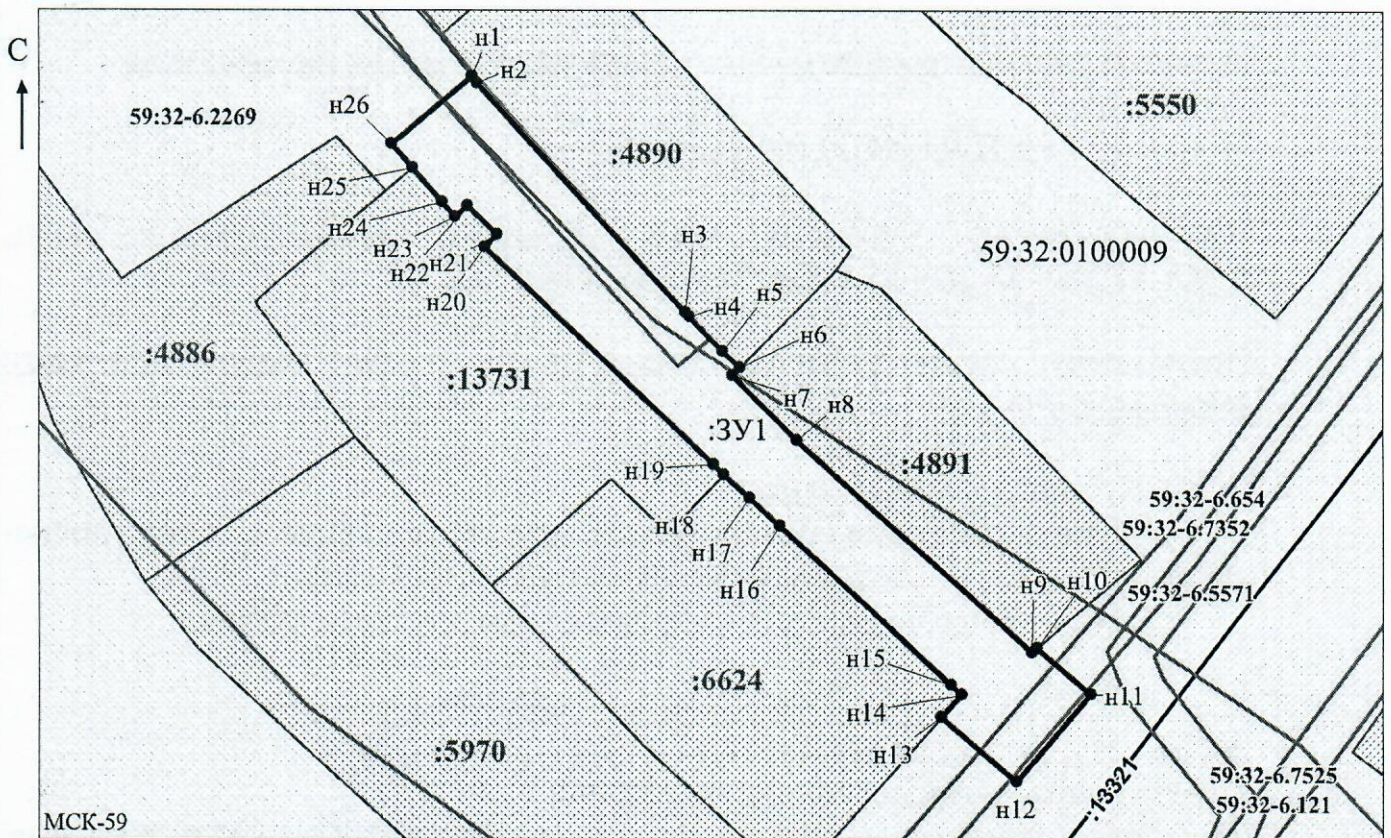 С
н1
н2
59:32-6.2269
н26
:5550
:4890
н25
н24
н23
н22
н21
н20
н3
59:32:0100009
н4
н5
н6
:4886
:13731
н7
н8
:ЗУ1
:4891
н19
59:32-6.654
н18
59:32-6.7352
н17
н16
н9
н10
59:32-6.5571
н15
:6624
н14
н11
н13
:5970
59:32-6.7525
:13321
н12
59:32-6.121
МСК-59